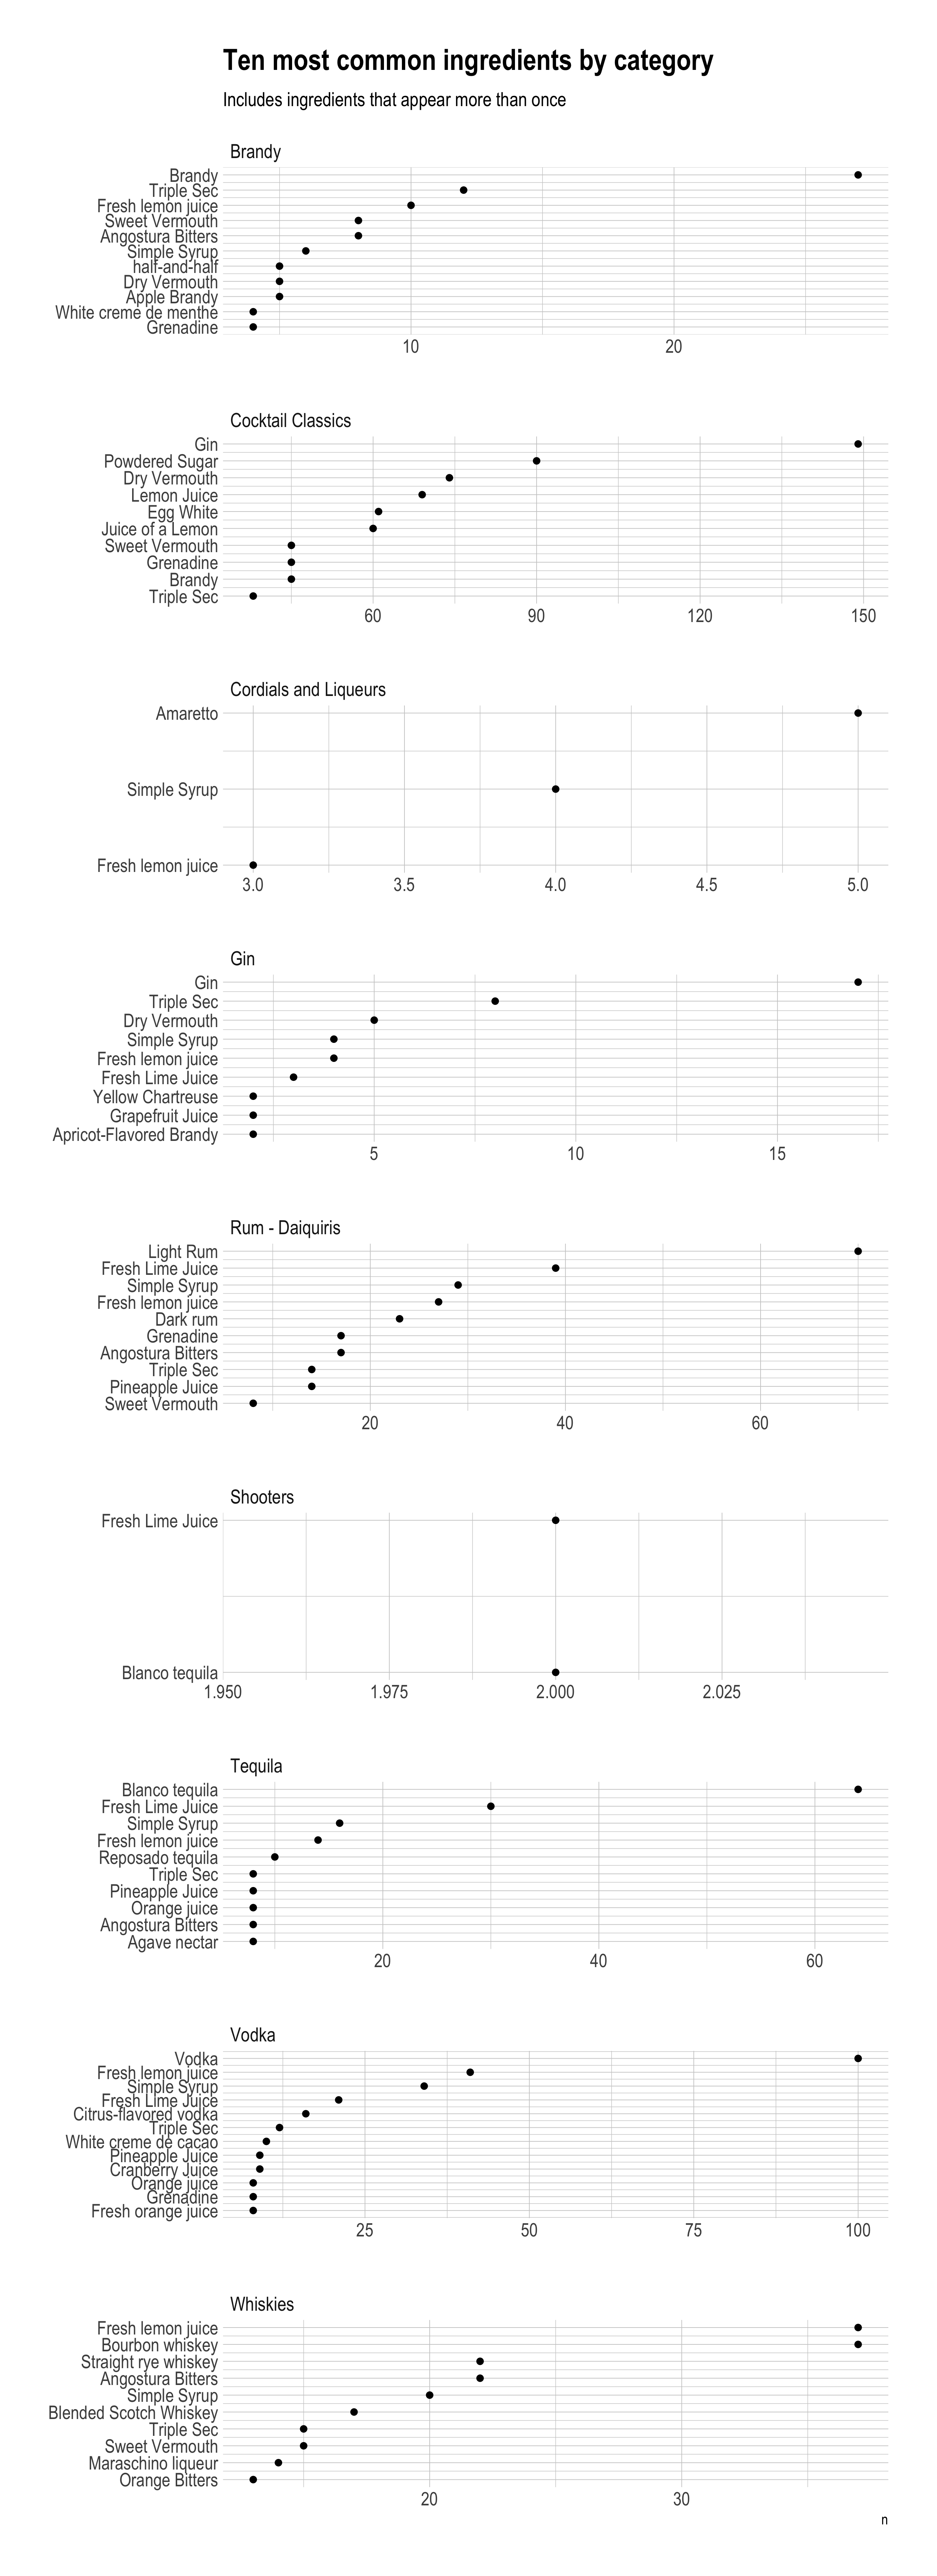 Ten most common ingredients by category
Includes ingredients that appear more than once
Brandy
Brandy
Triple Sec
Fresh lemon juice
Sweet Vermouth
Angostura Bitters
Simple Syrup
half-and-half
Dry Vermouth
Apple Brandy
White creme de menthe
Grenadine
10 20
Cocktail Classics
Gin
Powdered Sugar
Dry Vermouth
Lemon Juice
Egg White
Juice of a Lemon
Sweet Vermouth
Grenadine
Brandy
Triple Sec
60 90 120 150
Cordials and Liqueurs
Amaretto
Simple Syrup
Fresh lemon juice
3.0 3.5 4.0 4.5 5.0
Gin
Gin
Triple Sec
Dry Vermouth
Simple Syrup
Fresh lemon juice
Fresh Lime Juice
Yellow Chartreuse
Grapefruit Juice
Apricot-Flavored Brandy
5 10 15
Rum - Daiquiris
Light Rum
Fresh Lime Juice
Simple Syrup
Fresh lemon juice
Dark rum
Grenadine
Angostura Bitters
Triple Sec
Pineapple Juice
Sweet Vermouth
20 40 60
Shooters
Fresh Lime Juice
Blanco tequila
1.950 1.975 2.000 2.025
Tequila
Blanco tequila
Fresh Lime Juice
Simple Syrup
Fresh lemon juice
Reposado tequila
Triple Sec
Pineapple Juice
Orange juice
Angostura Bitters
Agave nectar
20 40 60
Vodka
Vodka
Fresh lemon juice
Simple Syrup
Fresh Lime Juice
Citrus-flavored vodka
Triple Sec
White creme de cacao
Pineapple Juice
Cranberry Juice
Orange juice
Grenadine
Fresh orange juice
25 50 75 100
Whiskies
Fresh lemon juice
Bourbon whiskey
Straight rye whiskey
Angostura Bitters
Simple Syrup
Blended Scotch Whiskey
Triple Sec
Sweet Vermouth
Maraschino liqueur
Orange Bitters
20 30
n